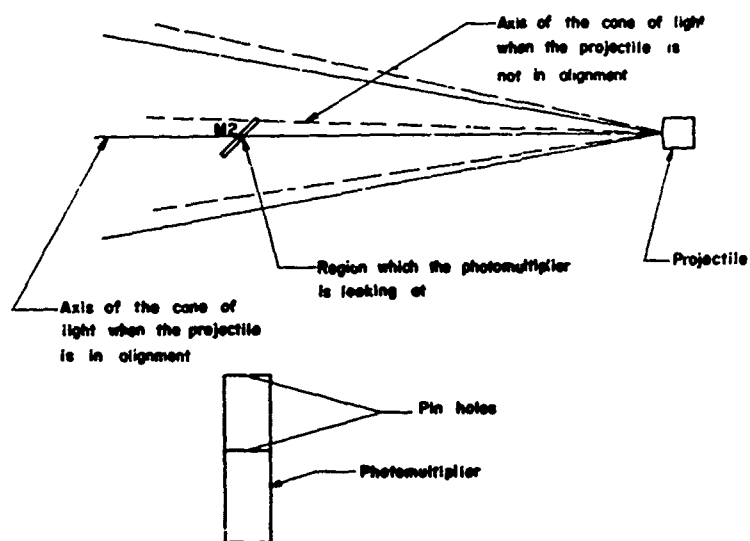 Axis of the cone of light
when the projectile is
not in alignment
M2
Projectile
Region which the photomultiplier
is looking at
Axis of the cone of
light when the projectile
is in alignment
Pin holes
Photomultiplier